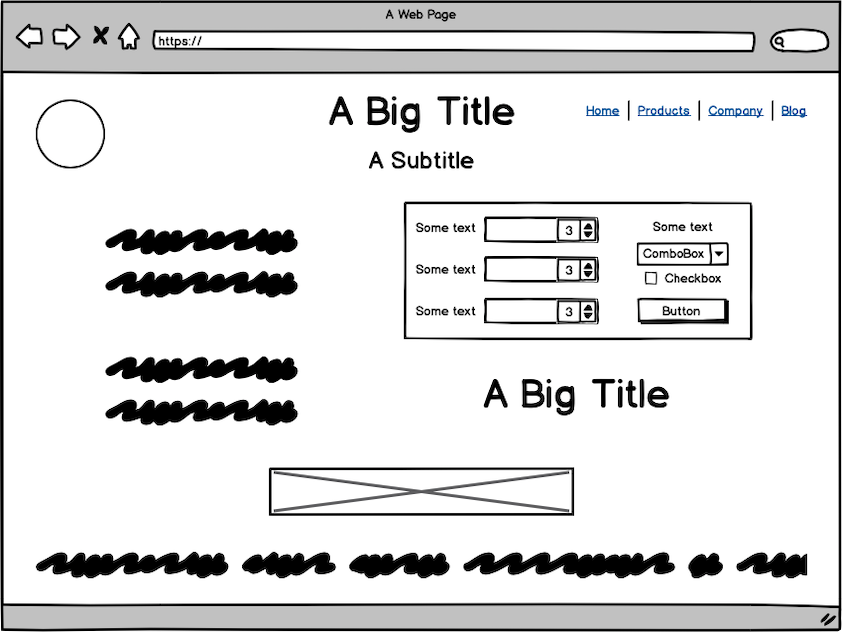 A Web Page
https://
A Big Title
Home | Products | Company | Blog
A Subtitle
Some text 3
Some text 3
Some text 3
Some text
ComboBox
Checkbox
Button
A Big Title